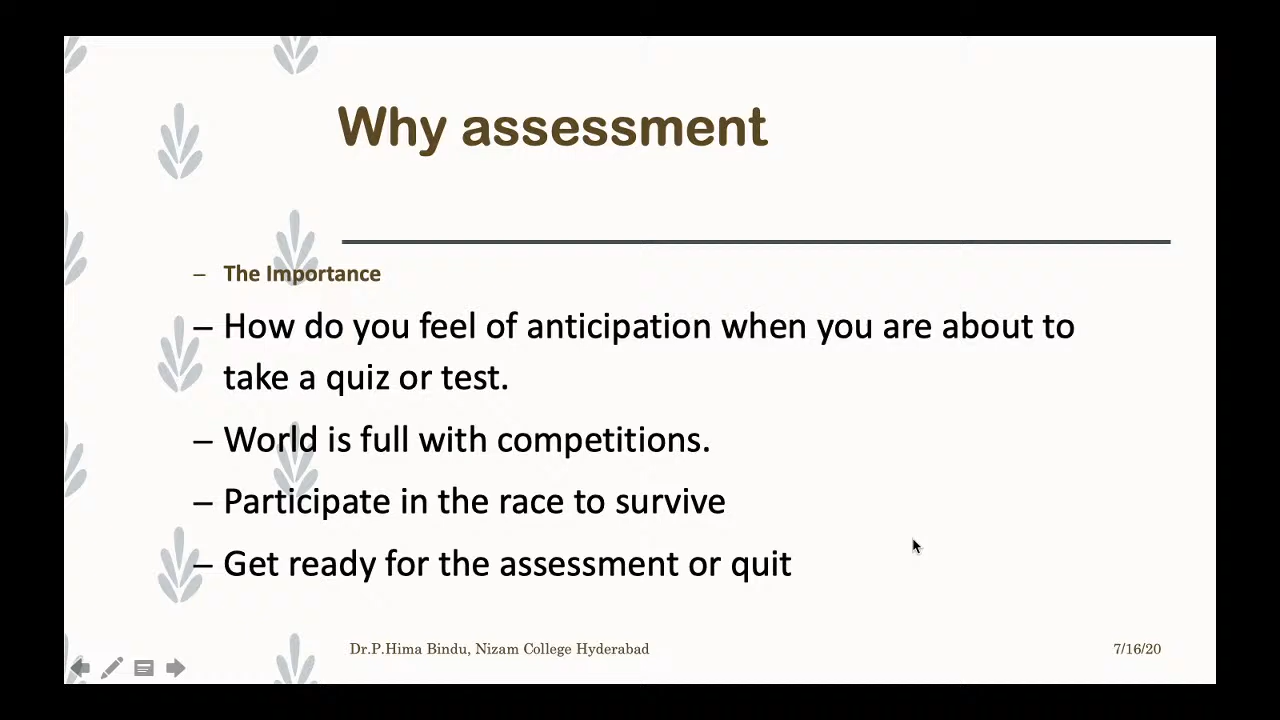 Why assessment
– The Importance
– How do you feel of anticipation when you are about to
take a quiz or test.
– World is full with competitions.
– Participate in the race to survive
– Get ready for the assessment or quit
Dr.P.Hima Bindu, Nizam College Hyderabad
7/16/20